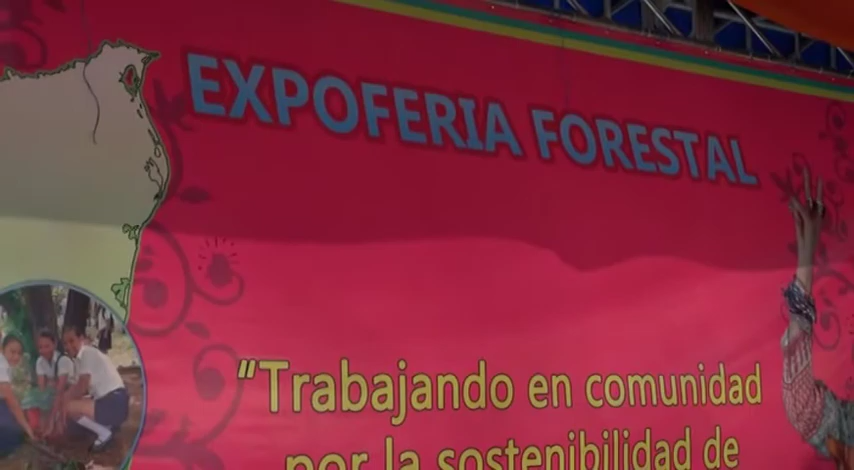 EXPOFERIA FORESTAL
"Trabajando en comunidad
por la sostenibilidad de